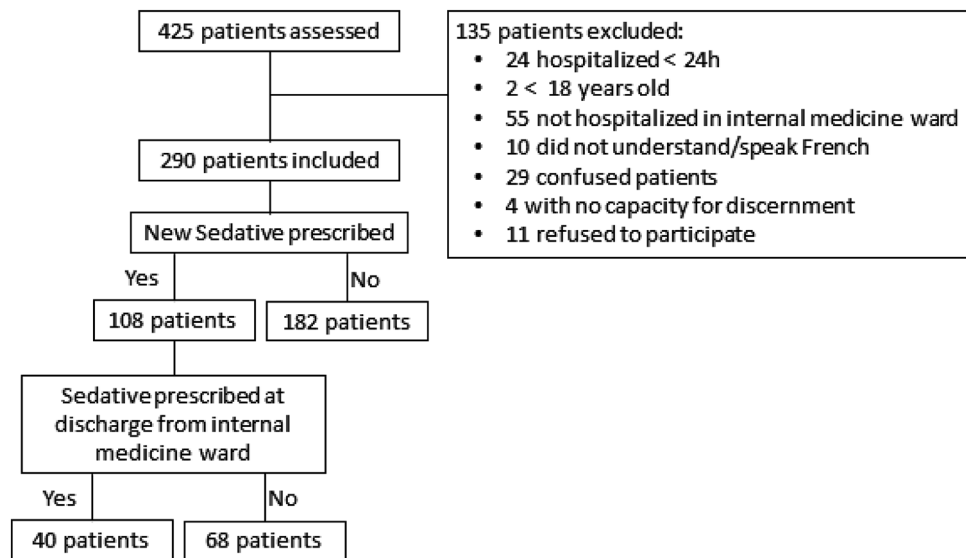 425 patients assessed
135 patients excluded:
• 24 hospitalized < 24h
• 2 < 18 years old
• 55 not hospitalized in internal medicine ward
• 10 did not understand/speak French
• 29 confused patients
• 4 with no capacity for discernment
• 11 refused to participate
290 patients included
New Sedative prescribed
Yes
No
108 patients
182 patients
Sedative prescribed at
discharge from internal
medicine ward
Yes
No
40 patients
68 patients